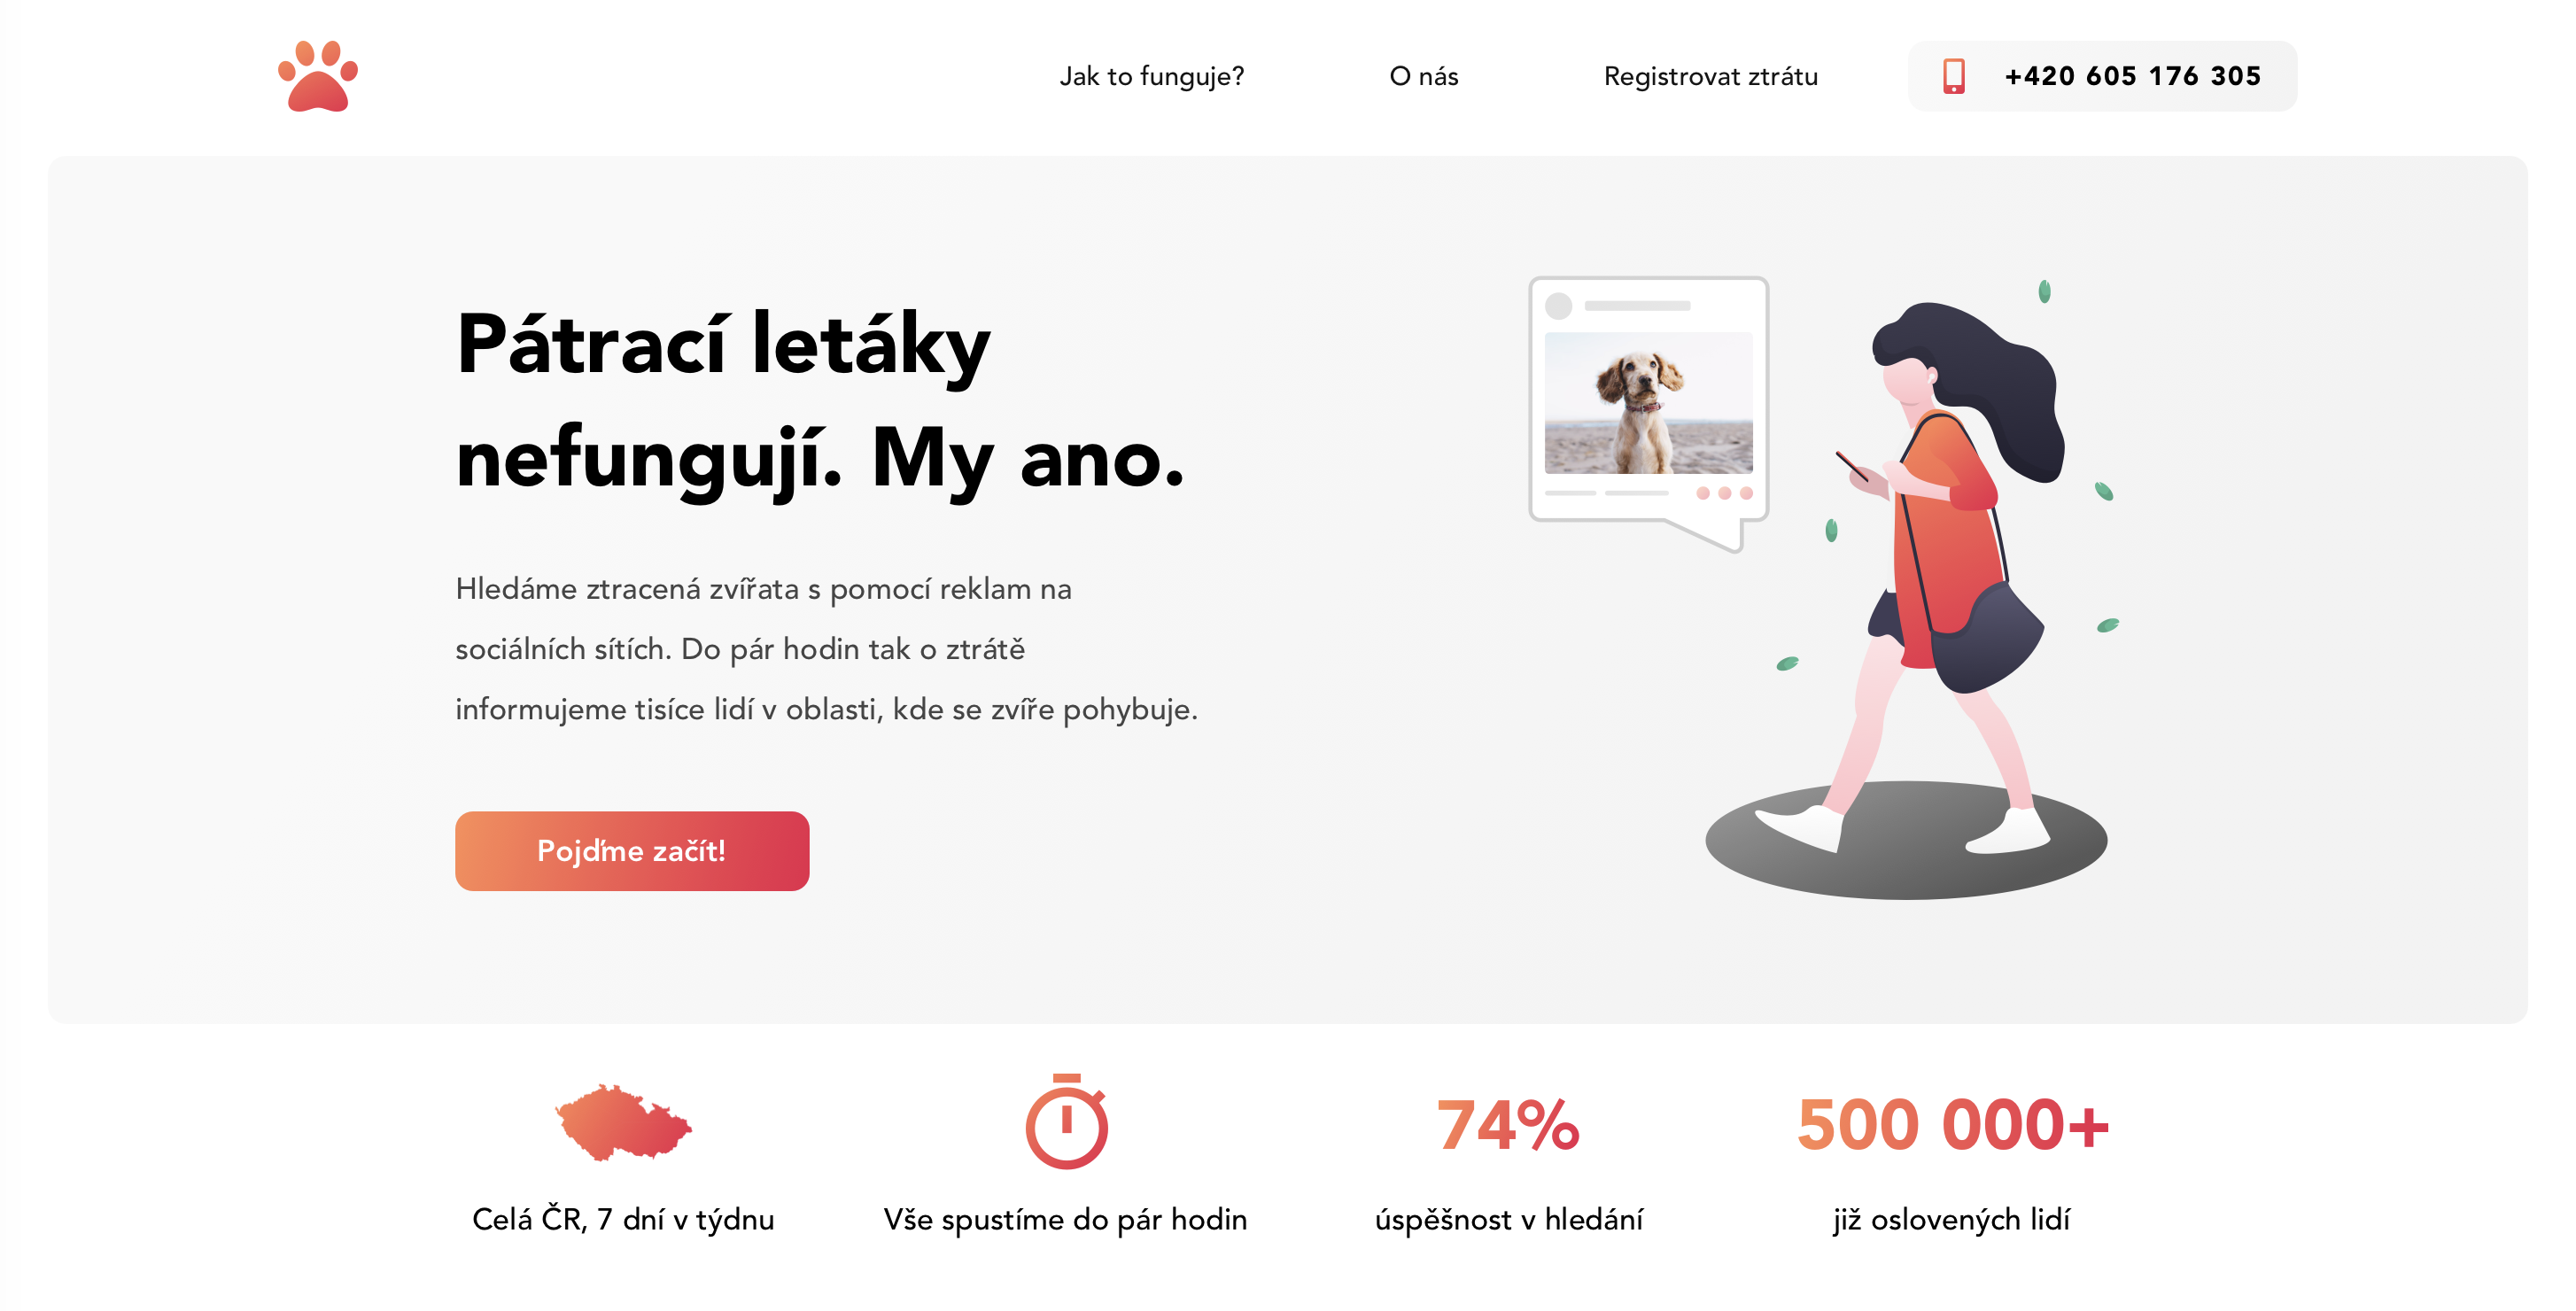 Jak to funguje?
O nás
Registrovat ztrátu
+420 605 176 305
Pátrací letáky
nefungují. My ano.
Hledáme ztracená zvířata s pomocí reklam na
sociálních sítích. Do pár hodin tak o ztrátě
informujeme tisíce lidí v oblasti, kde se zvíře pohybuje.
Pojďme začít!
74%
500 000+
Celá ČR, 7 dní v týdnu
Vše spustíme do pár hodin
úspěšnost v hledání
již oslovených lidí